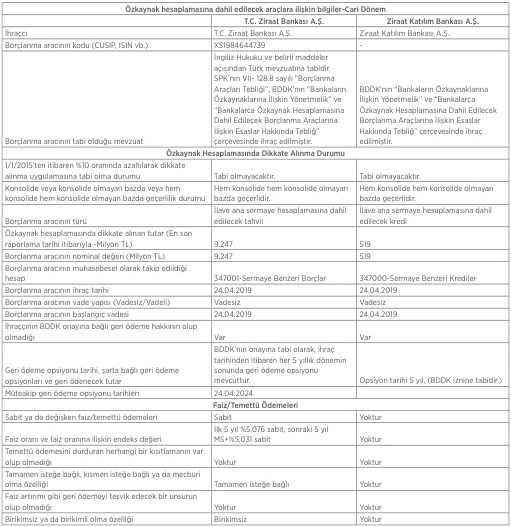 Özkaynak hesaplamasına dahil edilecek araçlara ilişkin bilgiler-Cari Dönem
T.C. Ziraat Bankası A.Ş.
Ziraat Katılım Bankası A.Ş.
İhraççı
T.C. Ziraat Bankası A.Ş.
Ziraat Katılım Bankası A.Ş.
Borçlanma aracının kodu (CUSIP, ISIN vb.)
XS1984644739
-
Borçlanma aracının tabi olduğu mevzuat
İngiliz Hukuku ve belirli maddeler
açısından Türk mevzuatına tabidir.
SPK'nın VII- 128.8 sayılı "Borçlanma
Araçları Tebliği", BDDK'nın "Bankaların
Özkaynaklarına İlişkin Yönetmelik" ve
"Bankalarca Özkaynak Hesaplamasına
Dahil Edilecek Borçlanma Araçlarına
İlişkin Esaslar Hakkında Tebliğ"
çerçevesinde ihraç edilmiştir.
BDDK'nın "Bankaların Özkaynaklarına
İlişkin Yönetmelik" ve "Bankalarca
Özkaynak Hesaplamasına Dahil Edilecek
Borçlanma Araçlarına İlişkin Esaslar
Hakkında Tebliğ" çerçevesinde ihraç
edilmiştir.
Özkaynak Hesaplamasında Dikkate Alınma Durumu
1/1/2015'ten itibaren %10 oranında azaltılarak dikkate
alınma uygulamasına tabi olma durumu
Tabi olmayacaktır.
Tabi olmayacaktır.
Konsolide veya konsolide olmayan bazda veya hem
konsolide hem konsolide olmayan bazda geçerlilik durumu
Hem konsolide hem konsolide olmayan
bazda geçerlidir.
Hem konsolide hem konsolide olmayan
bazda geçerlidir.
Borçlanma aracının türü
İlave ana sermaye hesaplamasına dahil
edilecek tahvil
İlave ana sermaye hesaplamasına dahil
edilecek kredi
Özkaynak hesaplamasında dikkate alınan tutar (En son
raporlama tarihi itibarıyla -Milyon TL)
9.247
519
Borçlanma aracının nominal değeri (Milyon TL)
9.247
519
Borçlanma aracının muhasebesel olarak takip edildiği
hesap
347001-Sermaye Benzeri Borçlar
347000-Sermaye Benzeri Krediler
Borçlanma aracının ihraç tarihi
24.04.2019
24.04.2019
Borçlanma aracının vade yapısı (Vadesiz/Vadeli)
Vadesiz
Vadesiz
Borçlanma aracının başlangıç vadesi
24.04.2019
24.04.2019
İhraççının BDDK onayına bağlı geri ödeme hakkının olup
olmadığı
Var
Var
Geri ödeme opsiyonu tarihi, şarta bağlı geri ödeme
opsiyonları ve geri ödenecek tutar
BDDK'nın onayına tabi olarak, ihraç
tarihinden itibaren her 5 yıllık dönemin
sonunda geri ödeme opsiyonu
mevcuttur.
Opsiyon tarihi 5 yıl, (BDDK iznine tabidir.)
Müteakip geri ödeme opsiyonu tarihleri
24.04.2024
Faiz/Temettü Ödemeleri
Sabit ya da değişken faiz/temettü ödemeleri
Sabit
Yoktur
Faiz oranı ve faiz oranına ilişkin endeks değeri
İlk 5 yıl %5,076 sabit, sonraki 5 yıl
MS+%5,031 sabit
Yoktur
Temettü ödemesini durduran herhangi bir kısıtlamanın var
olup olmadığı
Yoktur
Yoktur
Tamamen isteğe bağlı, kısmen isteğe bağlı ya da mecburi
olma özelliği
Tamamen isteğe bağlı
Yoktur
Faiz artırımı gibi geri ödemeyi teşvik edecek bir unsurun
olup olmadığı
Yoktur
Yoktur
Birikimsiz ya da birikimli olma özelliği
Birikimsiz
Yoktur